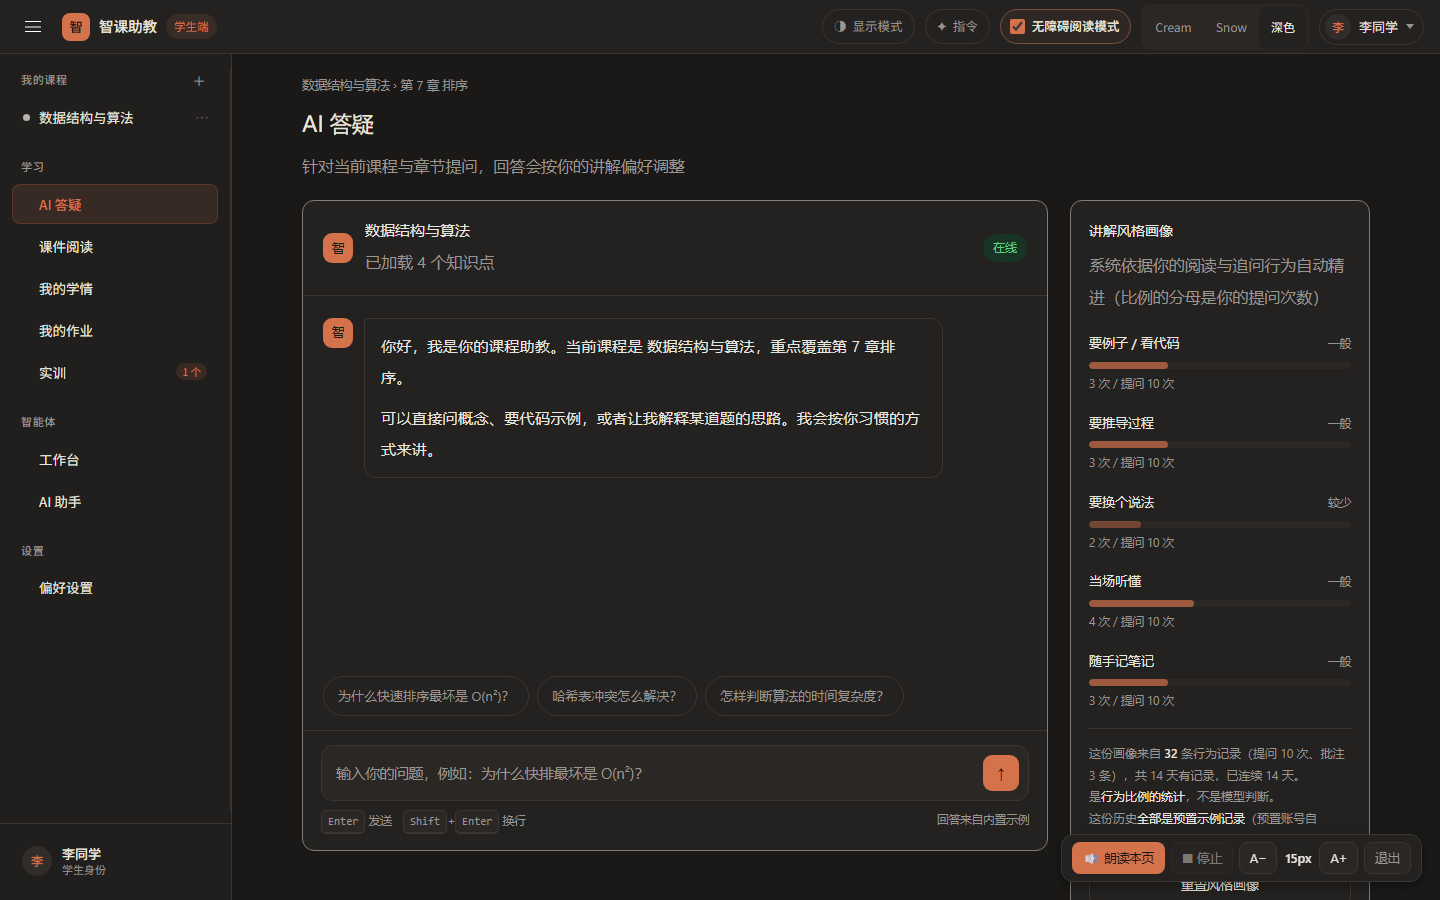 智 智课助教 学生端 显示模式 指令 无障碍阅读模式 Cream Snow 深色 李 李同学
我的课程 +
数据结构与算法 ···
学习
AI 答疑
课件阅读
我的学情
我的作业
实训 1 个
智能体
工作台
AI 助手
设置
偏好设置
李 李同学
学生身份
数据结构与算法 › 第 7 章 排序
AI 答疑
针对当前课程与章节提问，回答会按你的讲解偏好调整
智 数据结构与算法
已加载 4 个知识点
在线
智
你好，我是你的课程助教。当前课程是 数据结构与算法，重点覆盖第 7 章排
序。
可以直接问概念、要代码示例，或者让我解释某道题的思路。我会按你习惯的方
式来讲。
为什么快速排序最坏是 O(n²)? 哈希表冲突怎么解决? 怎样判断算法的时间复杂度?
输入你的问题，例如：为什么快排最坏是 O(n²)? ↑
Enter 发送 Shift + Enter 换行 回答来自内置示例
讲解风格画像
系统依据你的阅读与追问行为自动精
进（比例的分母是你的提问次数）
要例子 / 看代码 一般
3 次 / 提问 10 次
要推导过程 一般
3 次 / 提问 10 次
要换个说法 较少
2 次 / 提问 10 次
当场听懂 一般
4 次 / 提问 10 次
随手记笔记 一般
3 次 / 提问 10 次
这份画像来自 32 条行为记录（提问 10 次、批注
3 条），共 14 天有记录，已连续 14 天。
是行为比例的统计，不是模型判断。
这份历史全部是预置示例记录（预置账号自
朗读本页 停止 A− 15px A+ 退出
重置风格画像